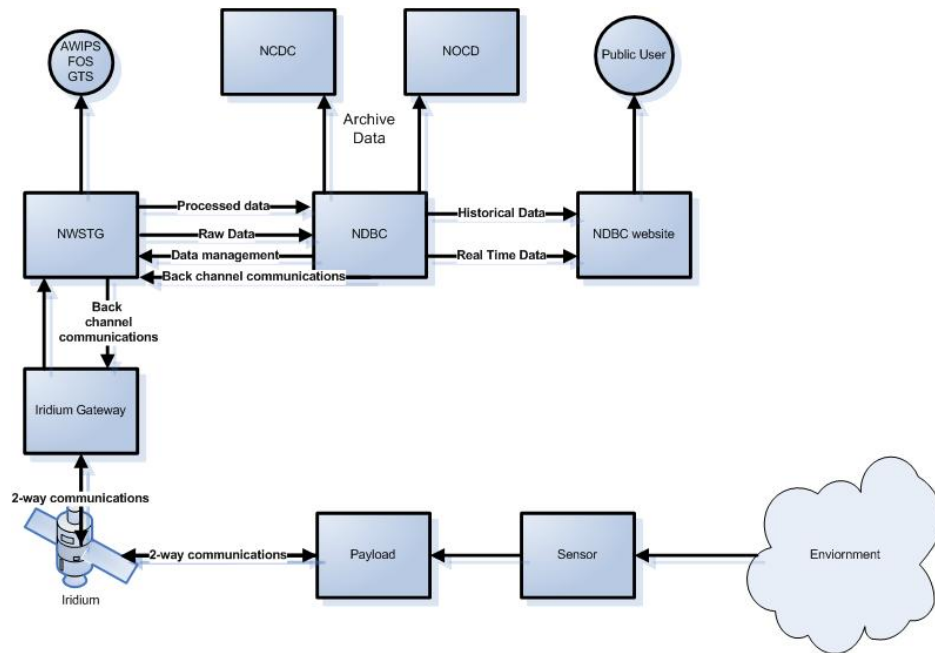 AWIPS
FOS
GTS
NCDC
NOCD
Public User
Archive
Data
NWSTG
Processed data
Raw Data
Data management
Back channel communications
NDBC
Historical Data
Real Time Data
NDBC website
Back
channel
communications
Iridium Gateway
2-way communications
Iridium
2-way communications
Payload
Sensor
Enviornment